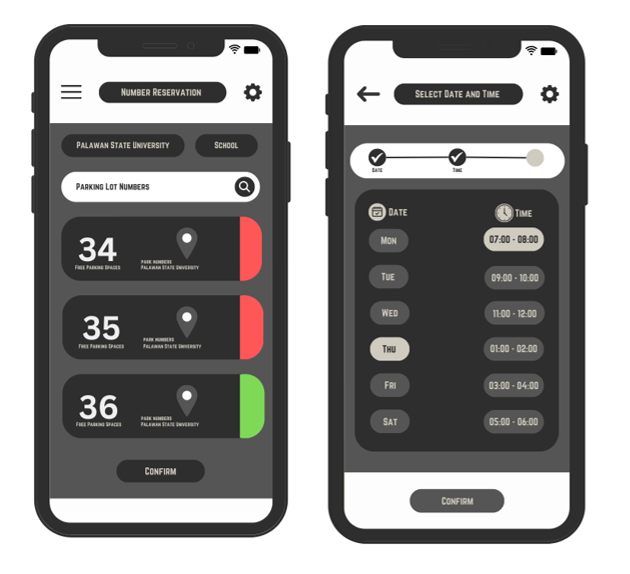 NUMBER RESERVATION
PALAWAN STATE UNIVERSITY
SCHOOL
PARKING LOT NUMBERS
34
FREE PARKING SPACES
PARK NUMBERS
PALAWAN STATE UNIVERSITY
35
FREE PARKING SPACES
PARK NUMBERS
PALAWAN STATE UNIVERSITY
36
FREE PARKING SPACES
PARK NUMBERS
PALAWAN STATE UNIVERSITY
CONFIRM
SELECT DATE AND TIME
DATE
TIME
DATE
TIME
MON
07:00 - 08:00
TUE
09:00 - 10:00
WED
11:00 - 12:00
THU
01:00 - 02:00
FRI
03:00 - 04:00
SAT
05:00 - 06:00
CONFIRM